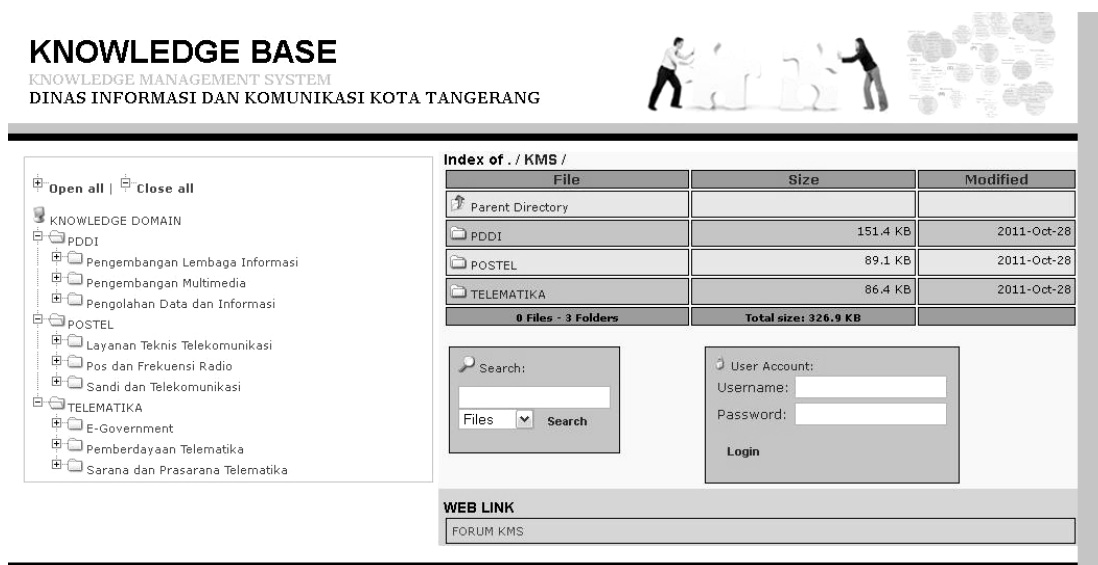 KNOWLEDGE BASE
KNOWLEDGE MANAGEMENT SYSTEM
DINAS INFORMASI DAN KOMUNIKASI KOTA TANGERANG
Open all | Close all
KNOWLEDGE DOMAIN
PDDI
Pengembangan Lembaga Informasi
Pengembangan Multimedia
Pengolahan Data dan Informasi
POSTEL
Layanan Teknis Telekomunikasi
Pos dan Frekuensi Radio
Sandi dan Telekomunikasi
TELEMATIKA
E-Government
Pemberdayaan Telematika
Sarana dan Prasarana Telematika
Index of . / KMS /
File Size Modified
Parent Directory
PDDI 151.4 KB 2011-Oct-28
POSTEL 89.1 KB 2011-Oct-28
TELEMATIKA 86.4 KB 2011-Oct-28
0 Files - 3 Folders Total size: 326.9 KB
Search:
Files Search
User Account:
Username:
Password:
Login
WEB LINK
FORUM KMS